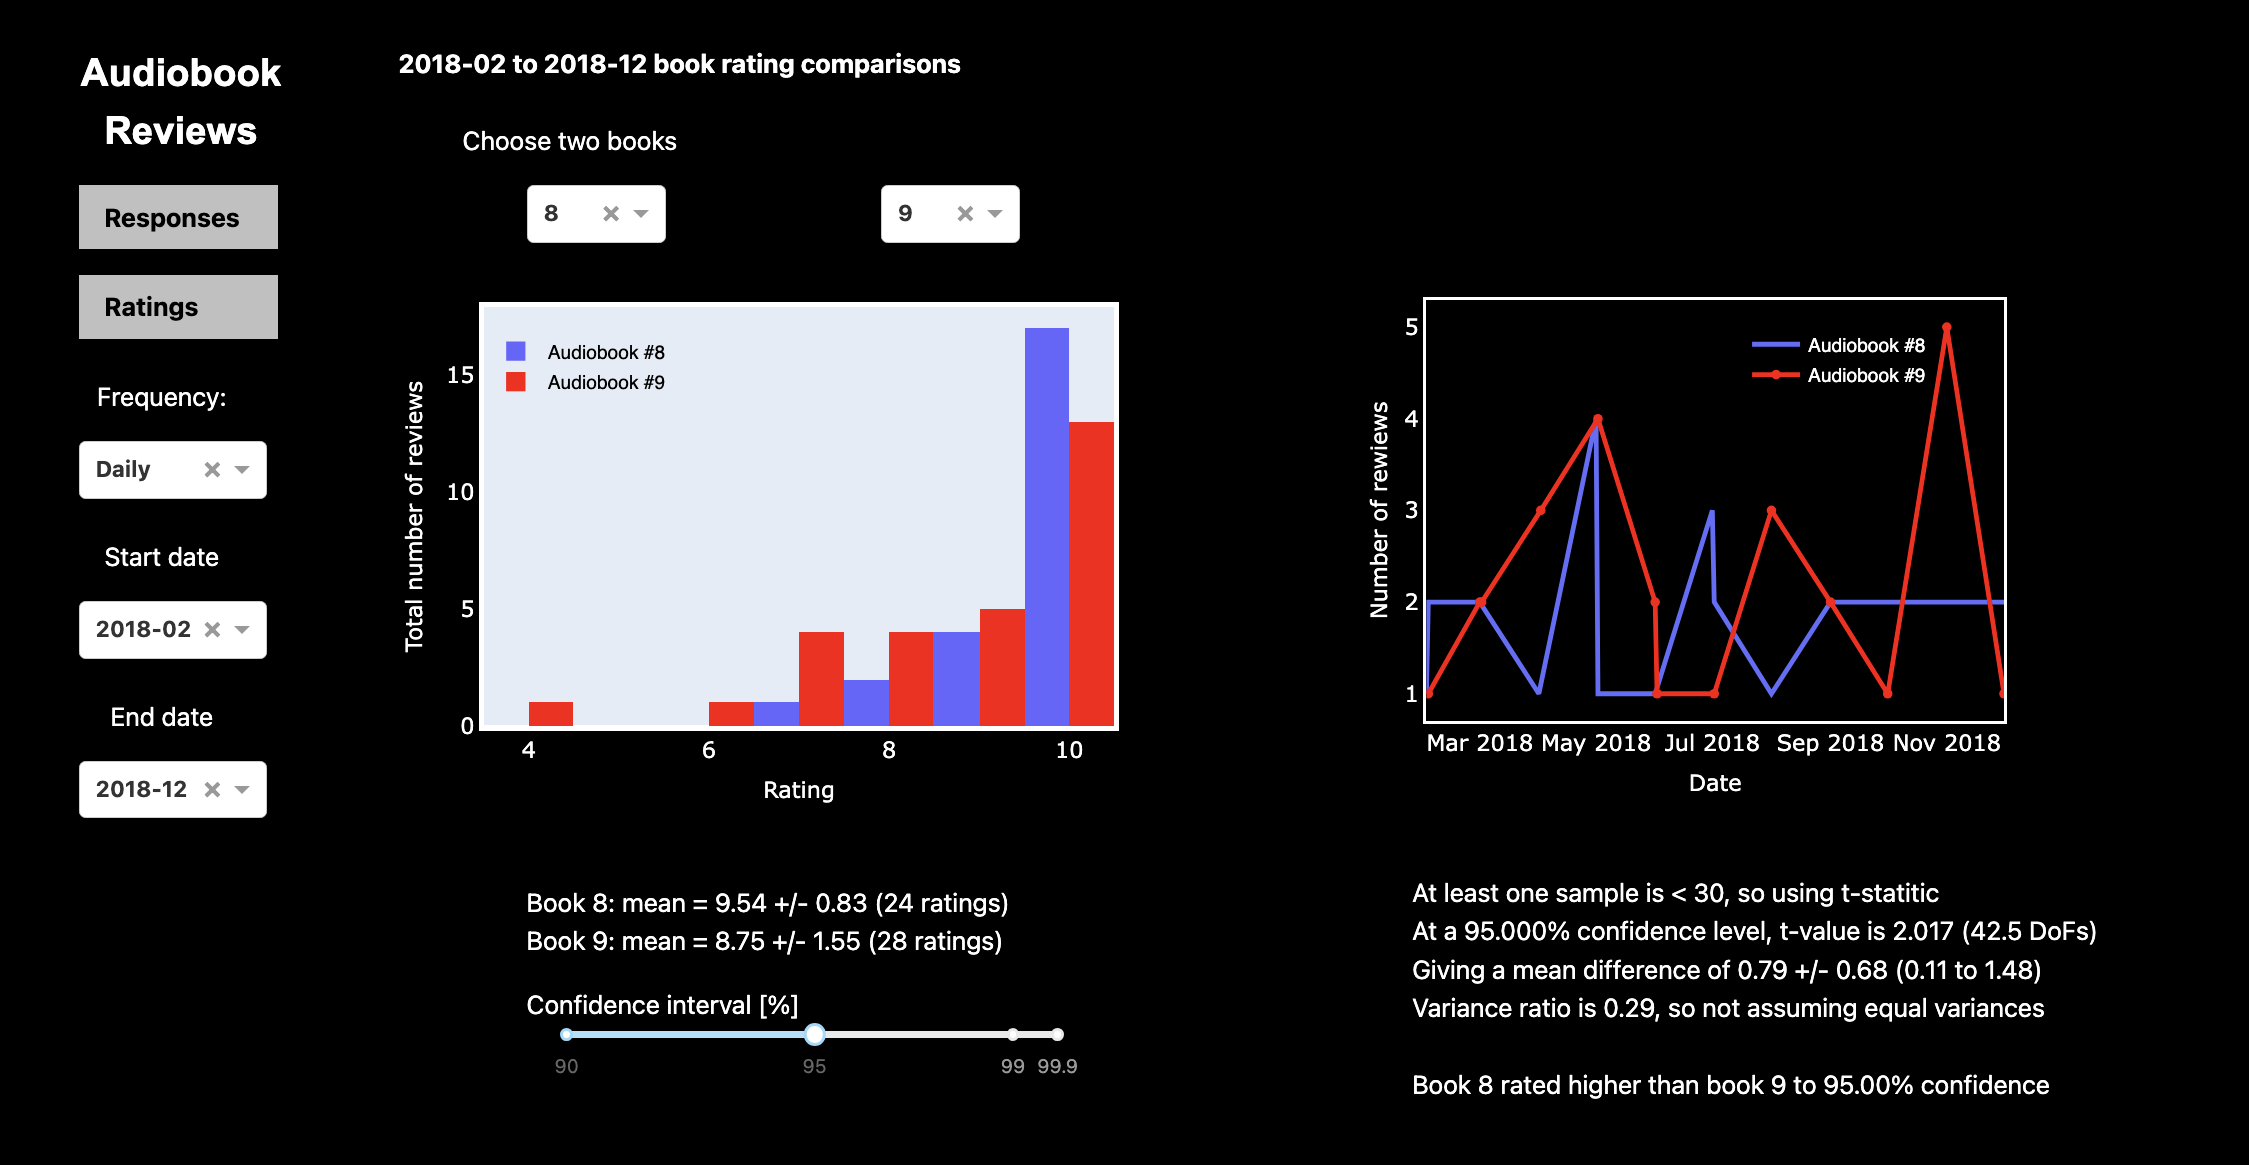 Audiobook
Reviews
Responses
Ratings
Frequency:
Daily
Start date
2018-02
End date
2018-12
2018-02 to 2018-12 book rating comparisons
Choose two books
8
9
Audiobook #8
Audiobook #9
Total number of reviews
15
10
5
0
4 6 8 10
Rating
Audiobook #8
Audiobook #9
Number of rewiews
5
4
3
2
1
Mar 2018 May 2018 Jul 2018 Sep 2018 Nov 2018
Date
Book 8: mean = 9.54 +/- 0.83 (24 ratings)
Book 9: mean = 8.75 +/- 1.55 (28 ratings)
Confidence interval [%]
90 95 99 99.9
At least one sample is < 30, so using t-statitic
At a 95.000% confidence level, t-value is 2.017 (42.5 DoFs)
Giving a mean difference of 0.79 +/- 0.68 (0.11 to 1.48)
Variance ratio is 0.29, so not assuming equal variances
Book 8 rated higher than book 9 to 95.00% confidence